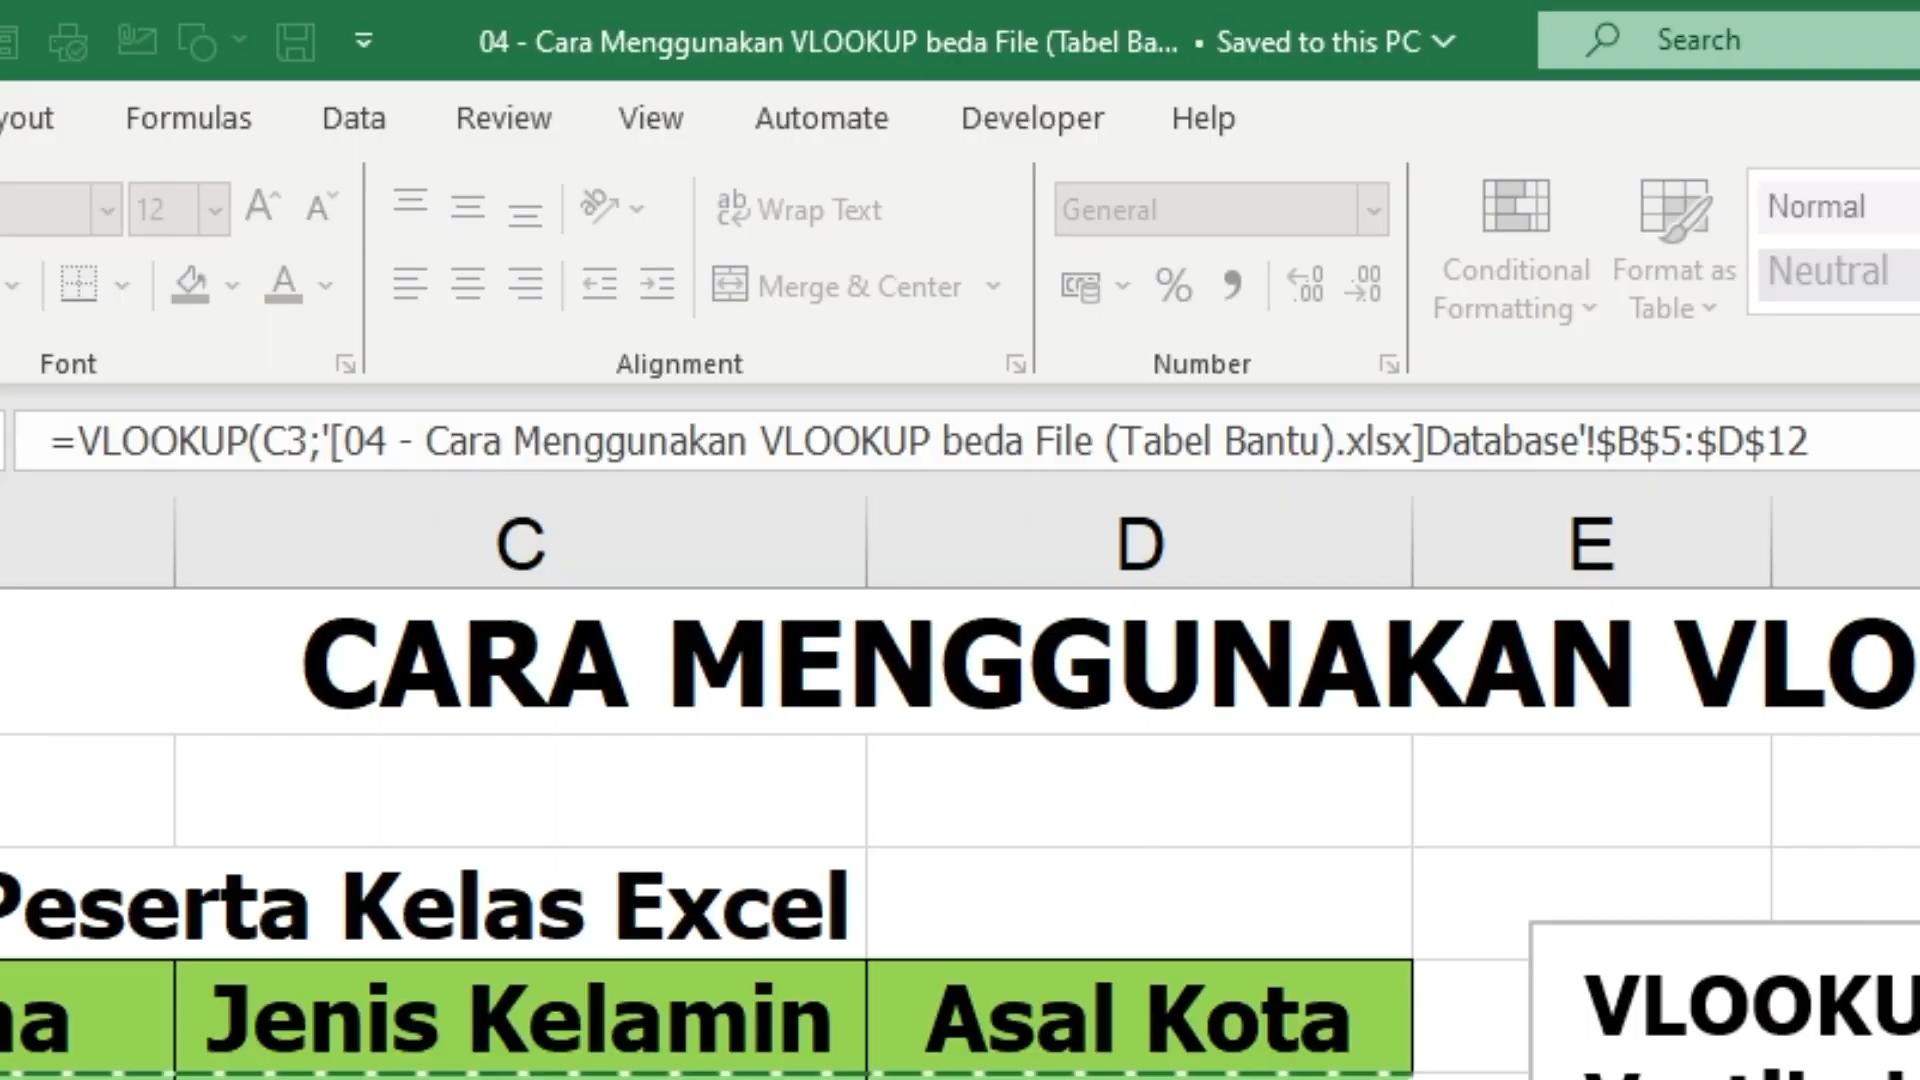 04 - Cara Menggunakan VLOOKUP beda File (Tabel Ba... • Saved to this PC
Search
Formulas Data Review View Automate Developer Help
12
Wrap Text
General
Normal
Merge & Center
%
Conditional Formatting
Format as Table
Neutral
Font
Alignment
Number
=VLOOKUP(C3;'[04 - Cara Menggunakan VLOOKUP beda File (Tabel Bantu).xlsx]Database'!$B$5:$D$12
C D E
CARA MENGGUNAKAN VLO
Peserta Kelas Excel
na Jenis Kelamin Asal Kota
VLOOKU